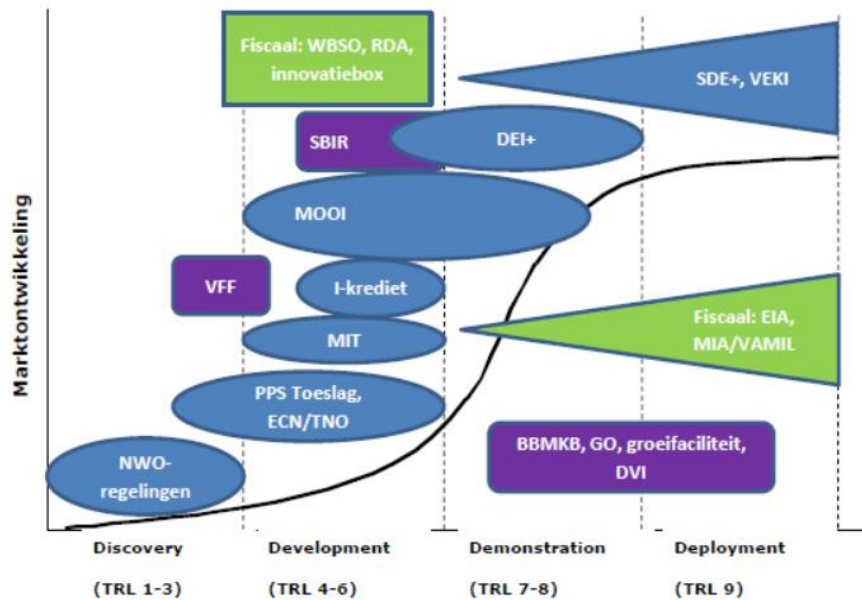 Fiscaal: WBSO, RDA,
innovatiebox
SDE+, VEKI
SBIR
DEI+
MOOI
VFF
I-krediet
Fiscaal: EIA,
MIA/VAMIL
MIT
PPS Toeslag,
ECN/TNO
BBMKB, GO, groeifaciliteit,
DVI
NWO-
regelingen
Marktontwikkeling
Discovery
(TRL 1-3)
Development
(TRL 4-6)
Demonstration
(TRL 7-8)
Deployment
(TRL 9)